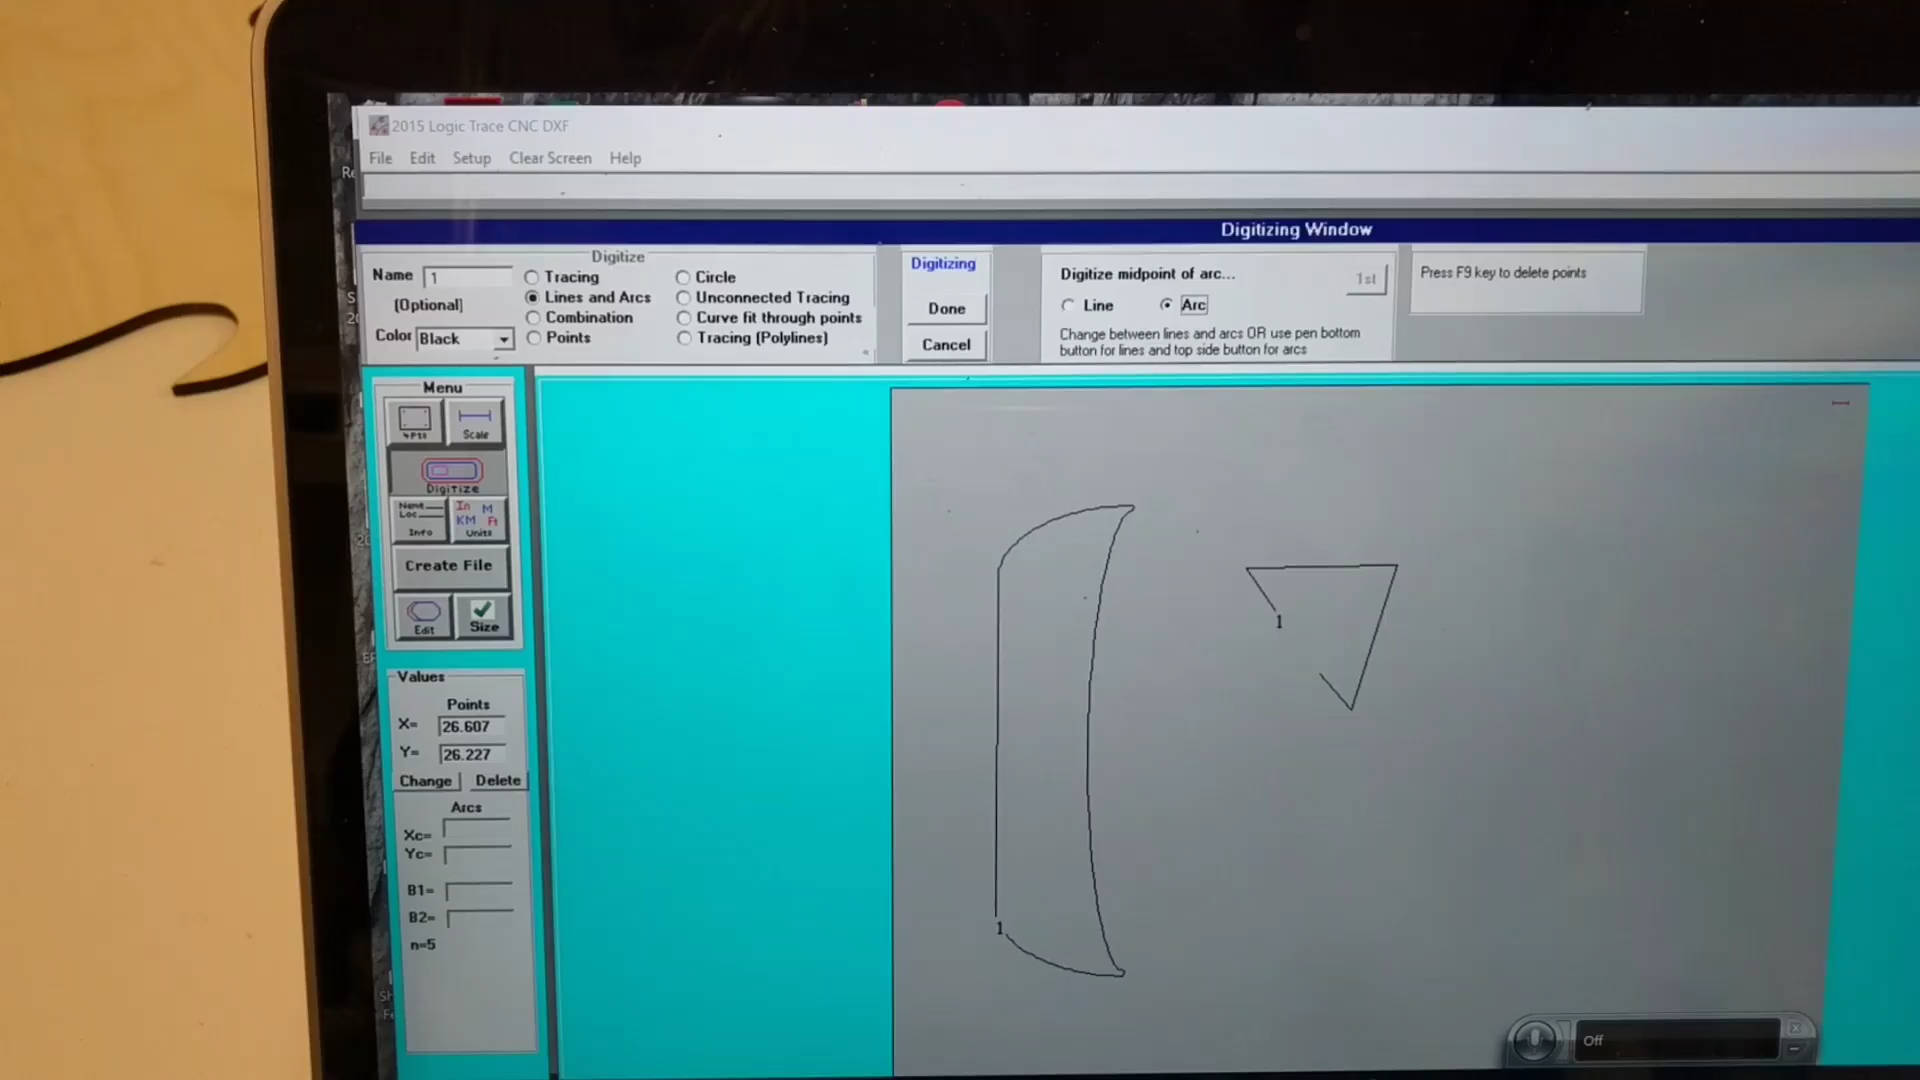 2015 Logic Trace CNC DXF
File Edit Setup Clear Screen Help
Digitizing Window
Digitize
Name 1
(Optional)
Color Black
Tracing
Lines and Arcs
Combination
Points
Circle
Unconnected Tracing
Curve fit through points
Tracing (Polylines)
Digitizing
Done
Cancel
Digitize midpoint of arc...
1st
Line Arc
Change between lines and arcs OR use pen bottom
button for lines and top side button for arcs
Press F9 key to delete points
Menu
4Pts Scale
Digitize
Name
Loc
Info
In M
KM Ft
Units
Create File
Edit Size
Values
Points
X= 26.607
Y= 26.227
Change Delete
Arcs
Xc=
Yc=
B1=
B2=
n=5
1
1
Off